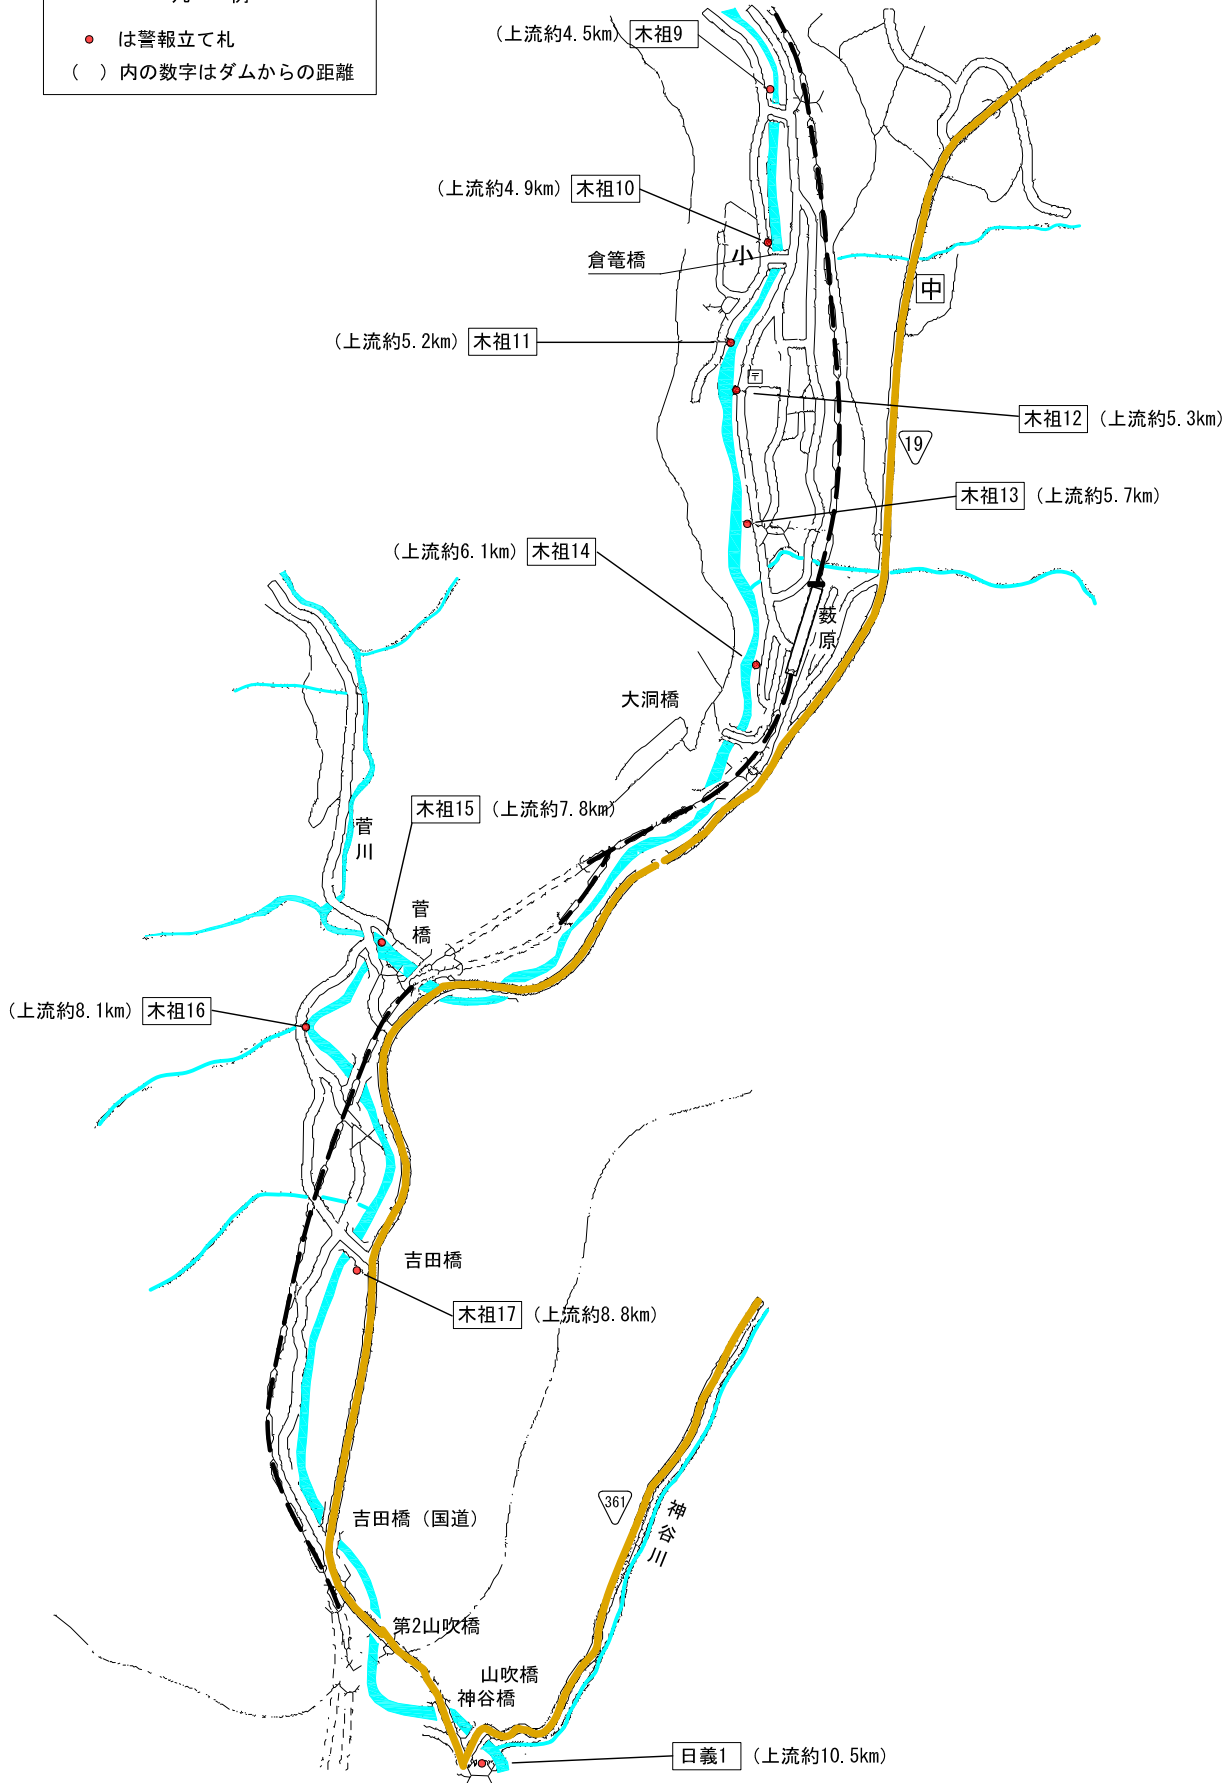 は警報立て札
（　）内の数字はダムからの距離
（上流約4.5km） 木祖9
（上流約4.9km） 木祖10
倉篭橋
小
中
（上流約5.2km） 木祖11
〒
木祖12 （上流約5.3km）
19
木祖13 （上流約5.7km）
（上流約6.1km） 木祖14
薮原
大洞橋
木祖15 （上流約7.8km）
菅川
菅橋
（上流約8.1km） 木祖16
吉田橋
木祖17 （上流約8.8km）
361
神谷川
吉田橋（国道）
第2山吹橋
山吹橋
神谷橋
日義1 （上流約10.5km）